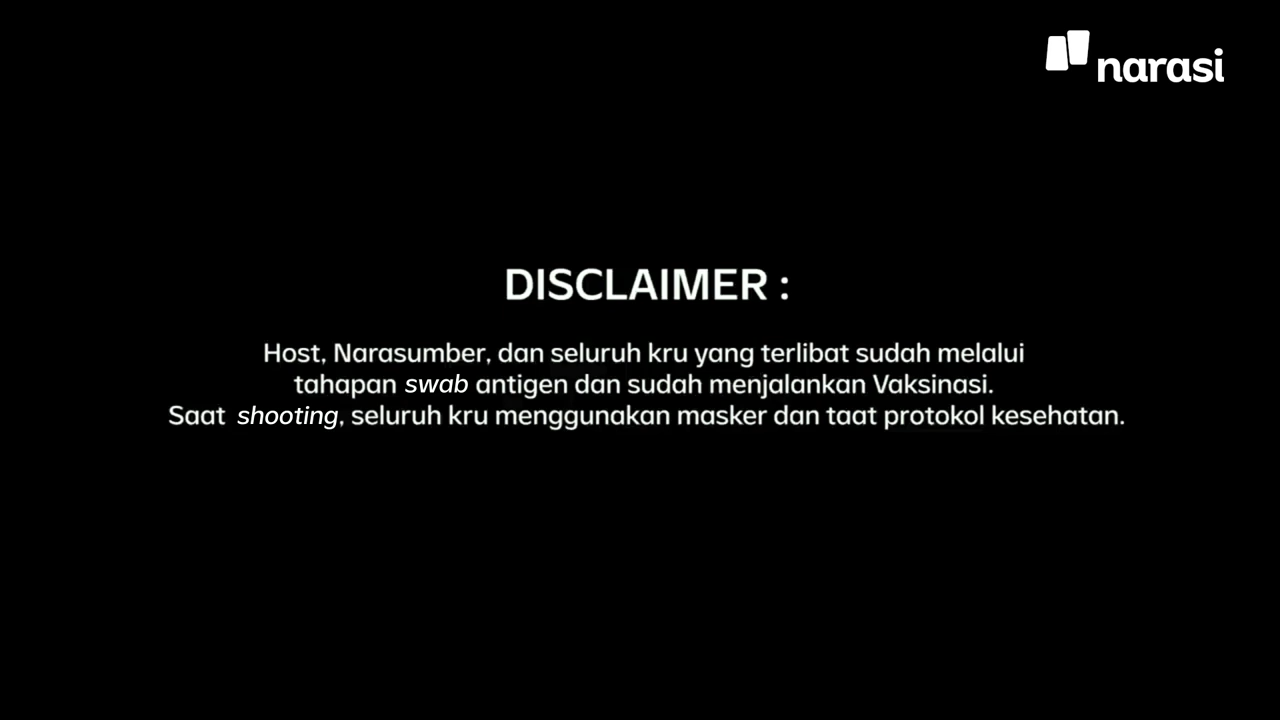 narasi
DISCLAIMER :
Host, Narasumber, dan seluruh kru yang terlibat sudah melalui
tahapan swab antigen dan sudah menjalankan Vaksinasi.
Saat shooting, seluruh kru menggunakan masker dan taat protokol kesehatan.